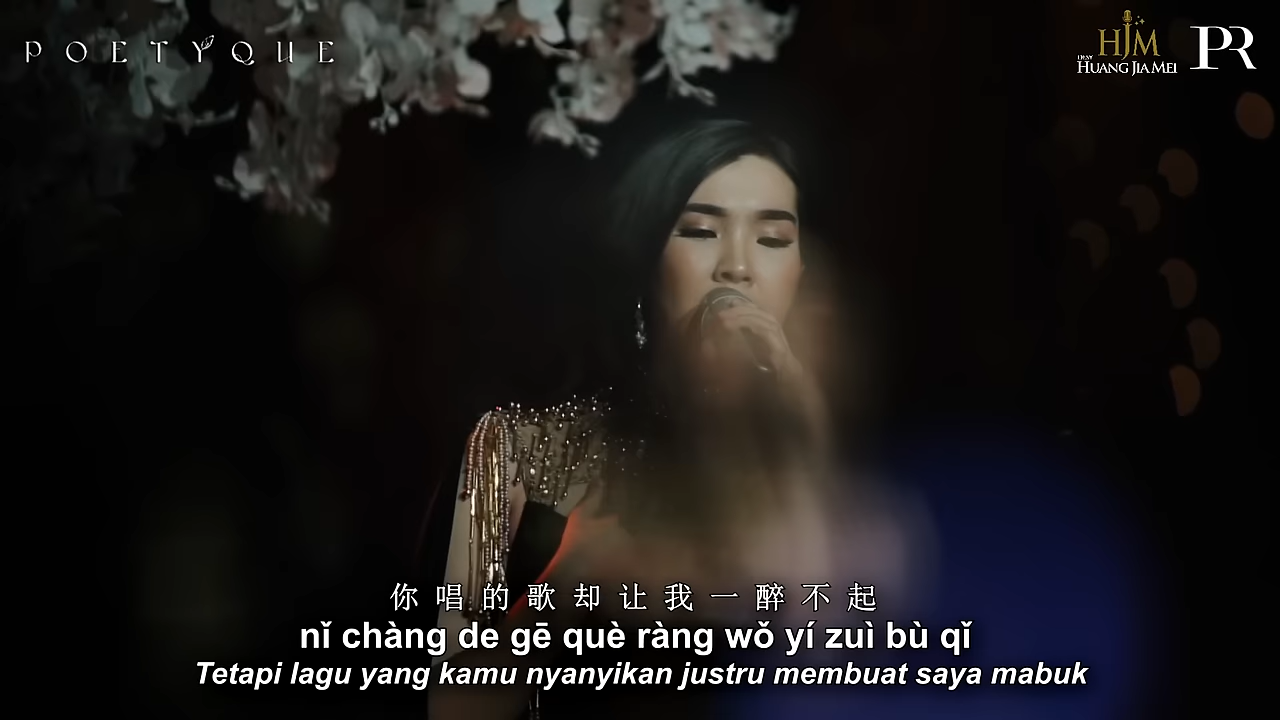 POETYQUE
HJM
HUANG JIA MEI
PR
你唱的歌却让我一醉不起
nǐ chàng de gē què ràng wǒ yí zuì bù qǐ
Tetapi lagu yang kamu nyanyikan justru membuat saya mabuk